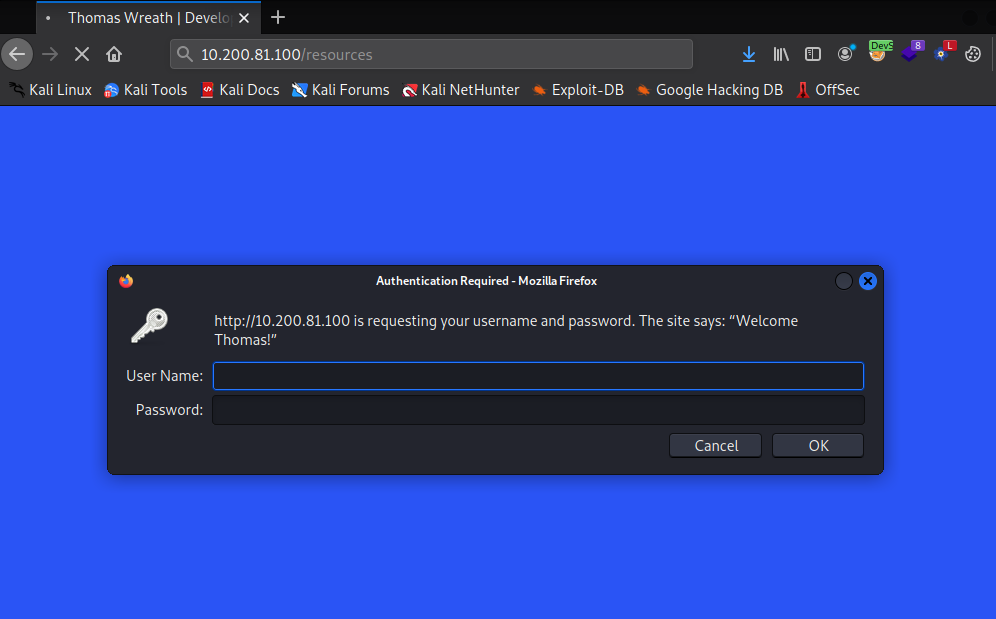 Thomas Wreath | Develo
10.200.81.100/resources
DevS
8
L
Kali Linux Kali Tools Kali Docs Kali Forums Kali NetHunter Exploit-DB Google Hacking DB OffSec
Authentication Required - Mozilla Firefox
http://10.200.81.100 is requesting your username and password. The site says: “Welcome
Thomas!”
User Name:
Password:
Cancel OK